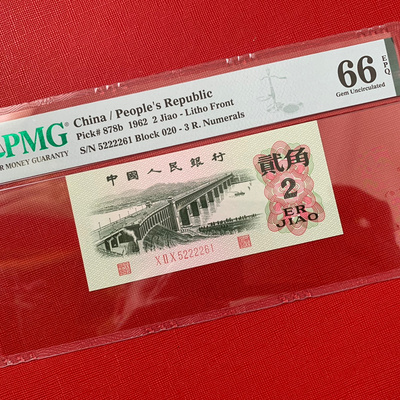 PMG
R MONEY GUARANTY
China / People's Republic
Pick# 878b 1962 2 Jiao - Litho Front
S/N 5222261 Block 020 - 3 R. Numerals
66 EPQ
Gem Uncirculated
中國人民銀行
貳角
2
ER
JIAO
X II X 5222261